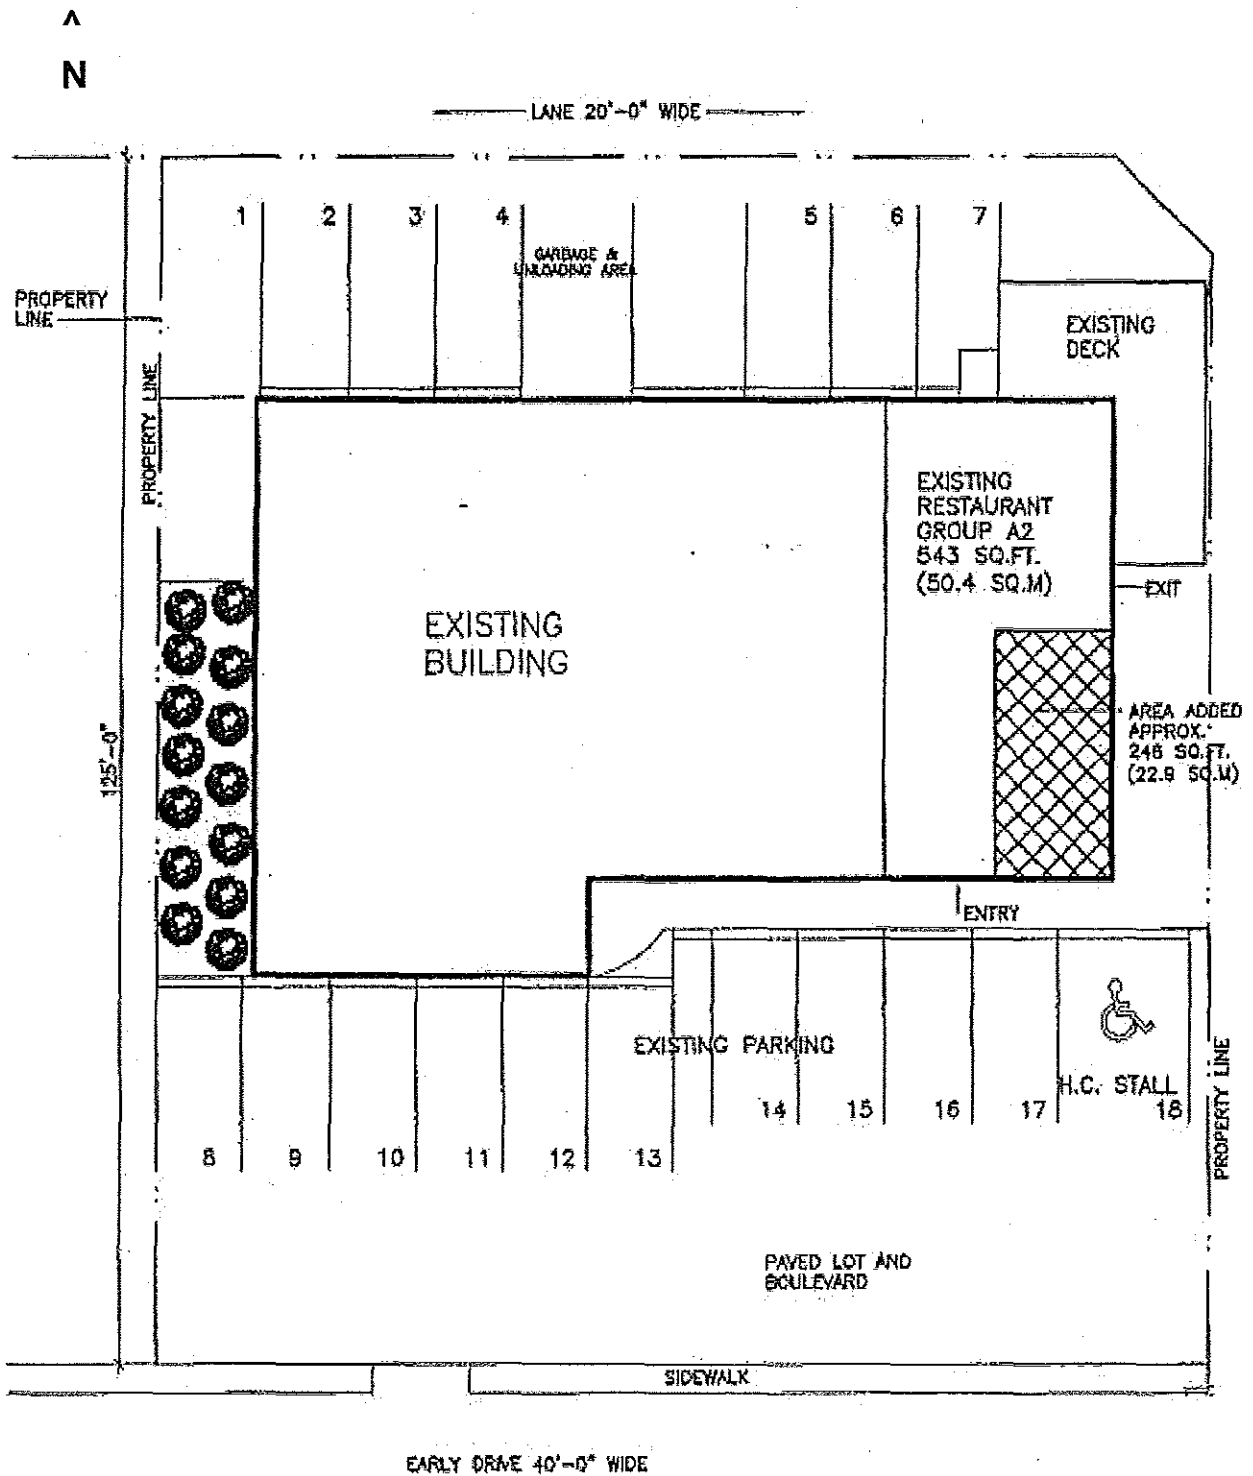 ^
N
LANE 20'-0" WIDE
1 2 3 4 5 6 7
GARBAGE &
UNLOADING AREA
PROPERTY
LINE
EXISTING
DECK
PROPERTY LINE
EXISTING
RESTAURANT
GROUP A2
543 SQ.FT.
(50.4 SQ.M)
EXIT
EXISTING
BUILDING
AREA ADDED
APPROX.
246 SQ.FT.
(22.9 SQ.M)
125'-0"
ENTRY
EXISTING PARKING
H.C. STALL
14 15 16 17 18
8 9 10 11 12 13
PROPERTY LINE
PAVED LOT AND
BOULEVARD
SIDEWALK
EARLY DRIVE 40'-0" WIDE